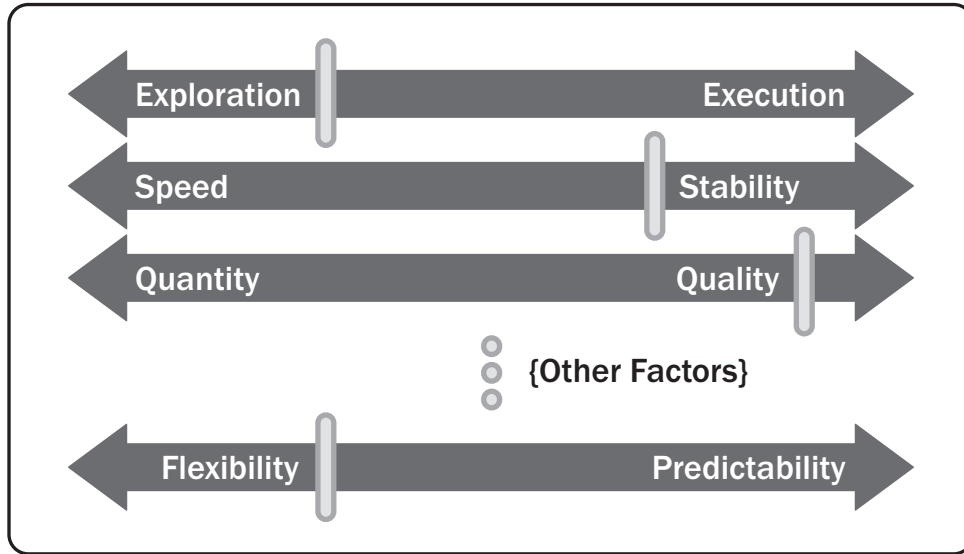 Exploration Execution
Speed Stability
Quantity Quality
{Other Factors}
Flexibility Predictability